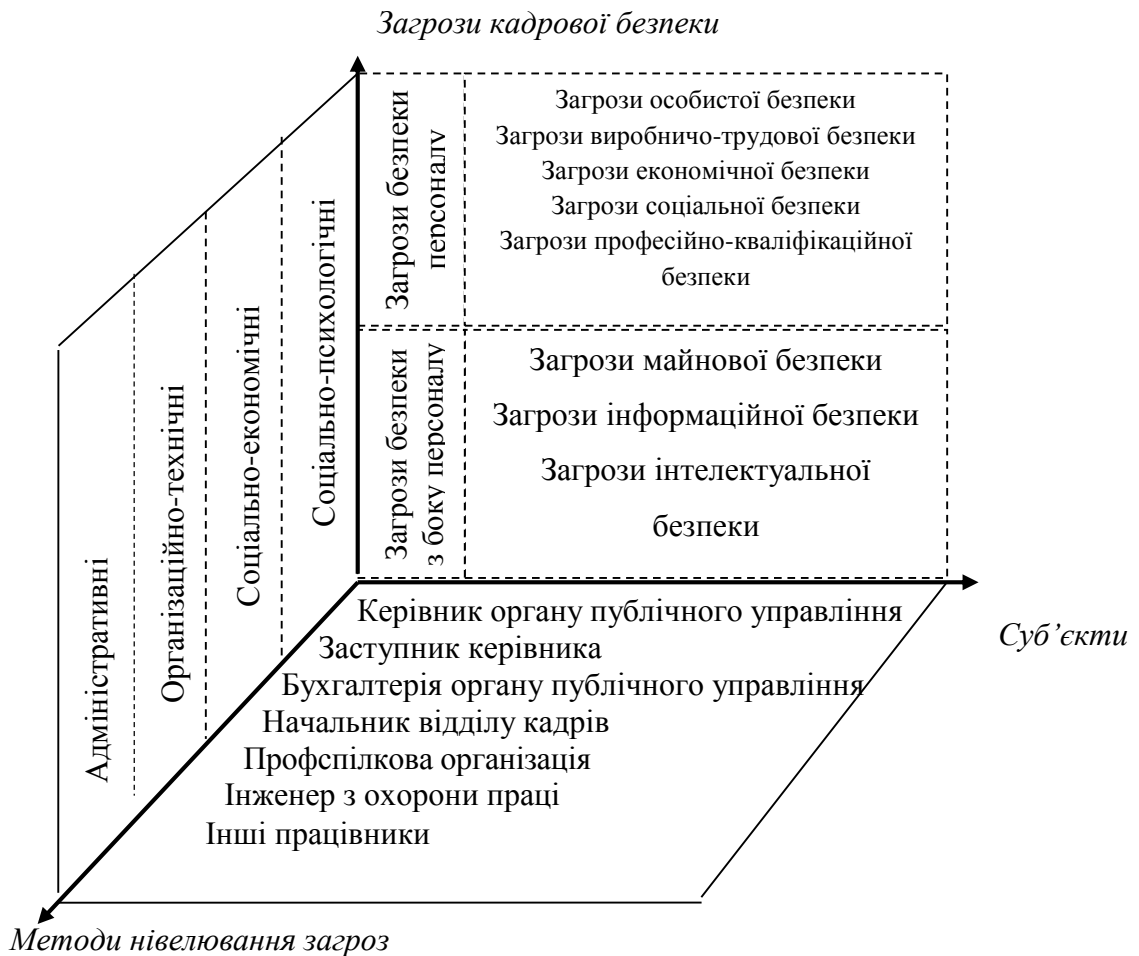 Загрози кадрової безпеки
Загрози безпеки
персоналу
Загрози особистої безпеки
Загрози виробничо-трудової безпеки
Загрози економічної безпеки
Загрози соціальної безпеки
Загрози професійно-кваліфікаційної
безпеки
Загрози безпеки
з боку персоналу
Загрози майнової безпеки
Загрози інформаційної безпеки
Загрози інтелектуальної
безпеки
Адміністративні
Організаційно-технічні
Соціально-економічні
Соціально-психологічні
Керівник органу публічного управління
Заступник керівника
Бухгалтерія органу публічного управління
Начальник відділу кадрів
Профспілкова організація
Інженер з охорони праці
Інші працівники
Суб’єкти
Методи нівелювання загроз